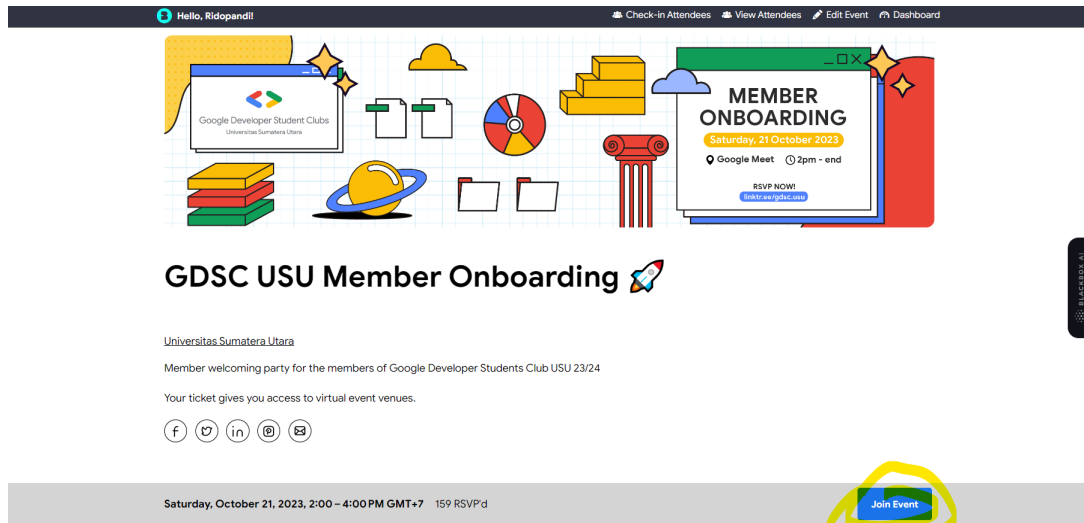 Hello, Ridopandi!
Check-in Attendees View Attendees Edit Event Dashboard
Google Developer Student Clubs
Universitas Sumatera Utara
MEMBER
ONBOARDING
Saturday, 21 October 2023
Google Meet 2pm - end
RSVP NOW!
linktr.ee/gdsc.usu
BLACKBOX AI
GDSC USU Member Onboarding 🚀
Universitas Sumatera Utara
Member welcoming party for the members of Google Developer Students Club USU 23/24
Your ticket gives you access to virtual event venues.
Saturday, October 21, 2023, 2:00 – 4:00 PM GMT+7 159 RSVP'd
Join Event